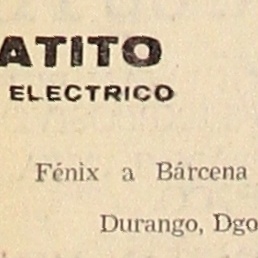 ATITO
ELECTRICO
Fénix a Bárcena
Durango, Dgo